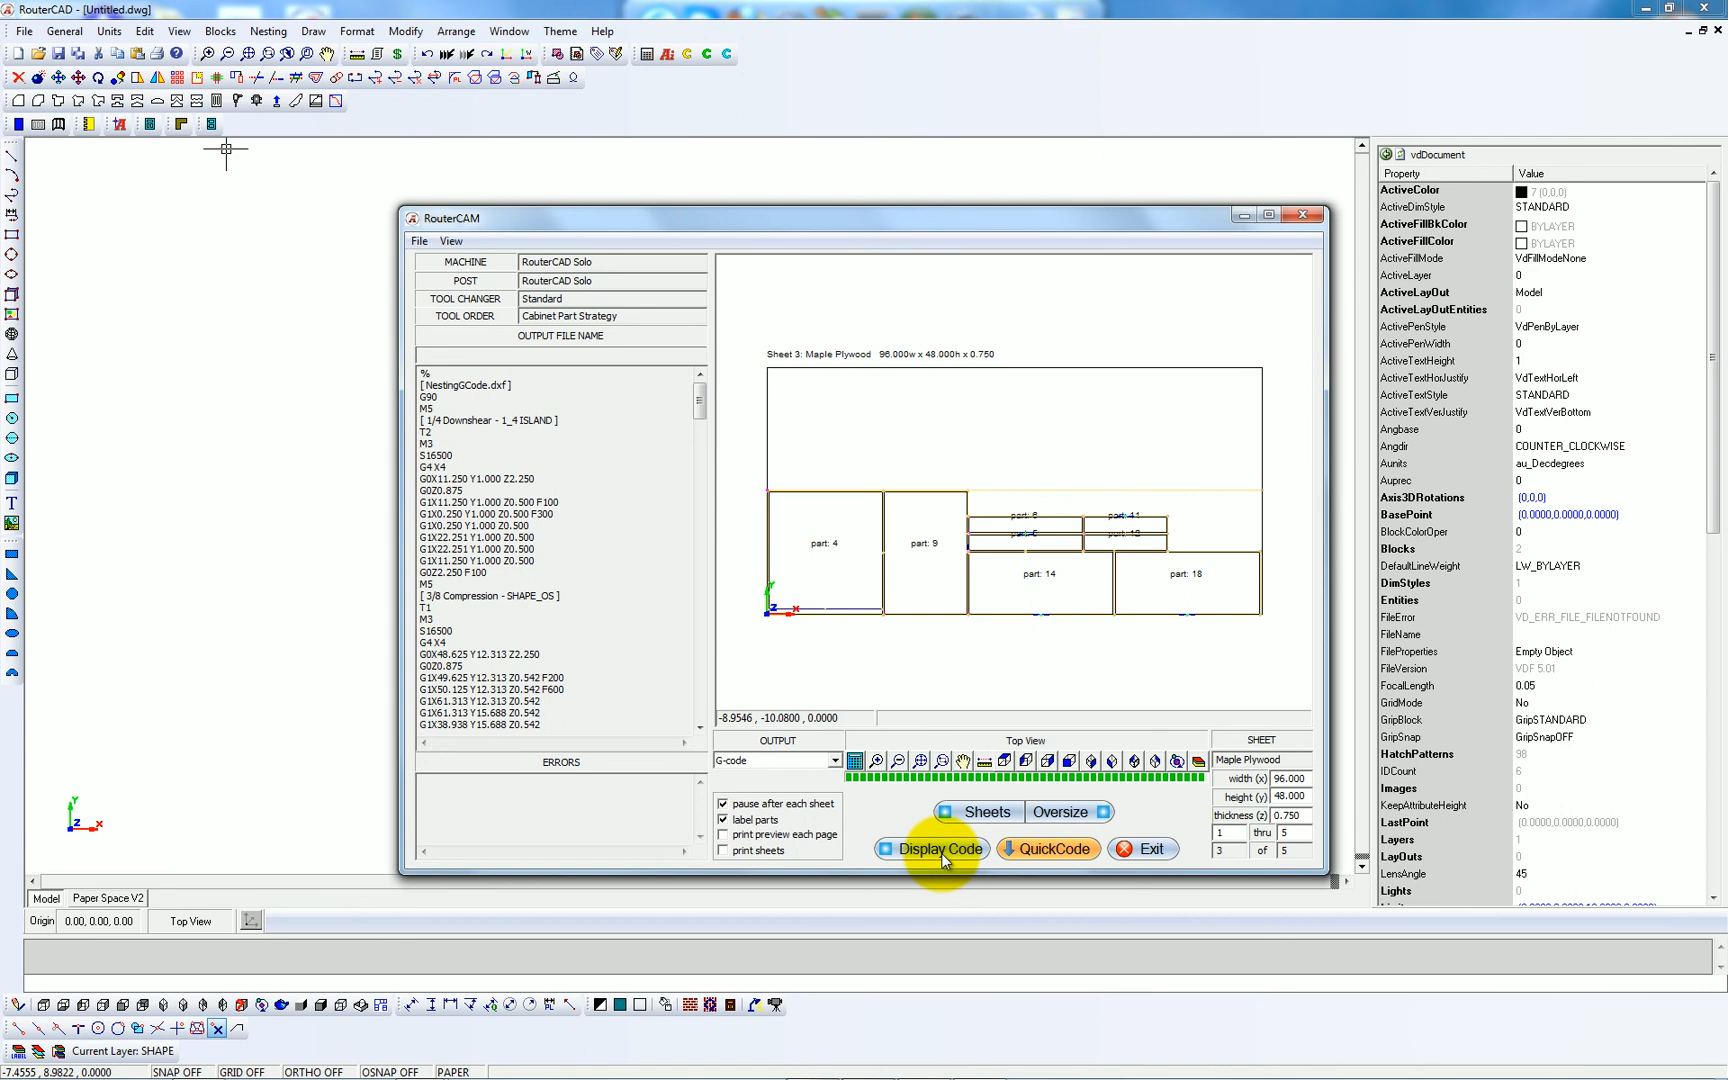 RouterCAD - [Untitled.dwg]
File General Units Edit View Blocks Nesting Draw Format Modify Arrange Window Theme Help
RouterCAM
File View
MACHINE RouterCAD Solo
POST RouterCAD Solo
TOOL CHANGER Standard
TOOL ORDER Cabinet Part Strategy
OUTPUT FILE NAME
%
[ NestingGCode.dxf ]
G90
M5
[ 1/4 Downshear - 1_4 ISLAND ]
T2
M3
S16500
G4 X4
G0X11.250 Y1.000 Z2.250
G0Z0.875
G1X11.250 Y1.000 Z0.500 F100
G1X0.250 Y1.000 Z0.500 F300
G1X0.250 Y1.000 Z0.500
G1X22.251 Y1.000 Z0.500
G1X22.251 Y1.000 Z0.500
G1X11.250 Y1.000 Z0.500
G0Z2.250 F100
M5
[ 3/8 Compression - SHAPE_OS ]
T1
M3
S16500
G4 X4
G0X48.625 Y12.313 Z2.250
G0Z0.875
G1X49.625 Y12.313 Z0.542 F200
G1X50.125 Y12.313 Z0.542 F600
G1X61.313 Y12.313 Z0.542
G1X61.313 Y15.688 Z0.542
G1X38.938 Y15.688 Z0.542
ERRORS
Sheet 3: Maple Plywood 96.000w x 48.000h x 0.750
part: 4
part: 9
part: 6
part: 11
part: 5
part: 12
part: 14
part: 18
Y
Z
X
-8.9546 , -10.0800 , 0.0000
OUTPUT
G-code
Top View
SHEET
Maple Plywood
width (x) 96.000
height (y) 48.000
thickness (z) 0.750
1 thru 5
3 of 5
pause after each sheet
label parts
print preview each page
print sheets
Sheets Oversize
Display Code QuickCode Exit
vdDocument
Property Value
ActiveColor 7 (0,0,0)
ActiveDimStyle STANDARD
ActiveFillBkColor BYLAYER
ActiveFillColor BYLAYER
ActiveFillMode VdFillModeNone
ActiveLayer 0
ActiveLayOut Model
ActiveLayOutEntities 0
ActivePenStyle VdPenByLayer
ActivePenWidth 0
ActiveTextHeight 1
ActiveTextHorJustify VdTextHorLeft
ActiveTextStyle STANDARD
ActiveTextVerJustify VdTextVerBottom
Angbase 0
Angdir COUNTER_CLOCKWISE
Aunits au_Decdegrees
Auprec 0
Axis3DRotations (0,0,0)
BasePoint (0.0000,0.0000,0.0000)
BlockColorOper 0
Blocks 2
DefaultLineWeight LW_BYLAYER
DimStyles 1
Entities 0
FileError VD_ERR_FILE_FILENOTFOUND
FileName
FileProperties Empty Object
FileVersion VDF 5.01
FocalLength 0.05
GridMode No
GripBlock GripSTANDARD
GripSnap GripSnapOFF
HatchPatterns 98
IDCount 6
Images 0
KeepAttributeHeight No
LastPoint (0.0000,0.0000,0.0000)
Layers 1
LayOuts 0
LensAngle 45
Lights 0
Y
Z
X
Model Paper Space V2
Origin 0.00, 0.00, 0.00 Top View
Current Layer: SHAPE
-7.4555, 8.9822, 0.0000 SNAP OFF GRID OFF ORTHO OFF OSNAP OFF PAPER